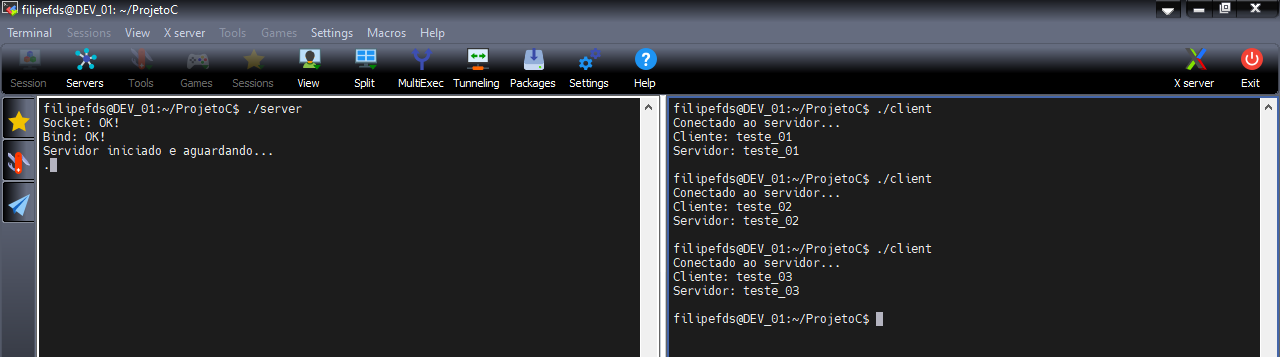 filipefds@DEV_01: ~/ProjetoC
Terminal Sessions View X server Tools Games Settings Macros Help
Session Servers Tools Games Sessions View Split MultiExec Tunneling Packages Settings Help X server Exit
filipefds@DEV_01:~/ProjetoC$ ./server
Socket: OK!
Bind: OK!
Servidor iniciado e aguardando...
.
filipefds@DEV_01:~/ProjetoC$ ./client
Conectado ao servidor...
Cliente: teste_01
Servidor: teste_01
filipefds@DEV_01:~/ProjetoC$ ./client
Conectado ao servidor...
Cliente: teste_02
Servidor: teste_02
filipefds@DEV_01:~/ProjetoC$ ./client
Conectado ao servidor...
Cliente: teste_03
Servidor: teste_03
filipefds@DEV_01:~/ProjetoC$